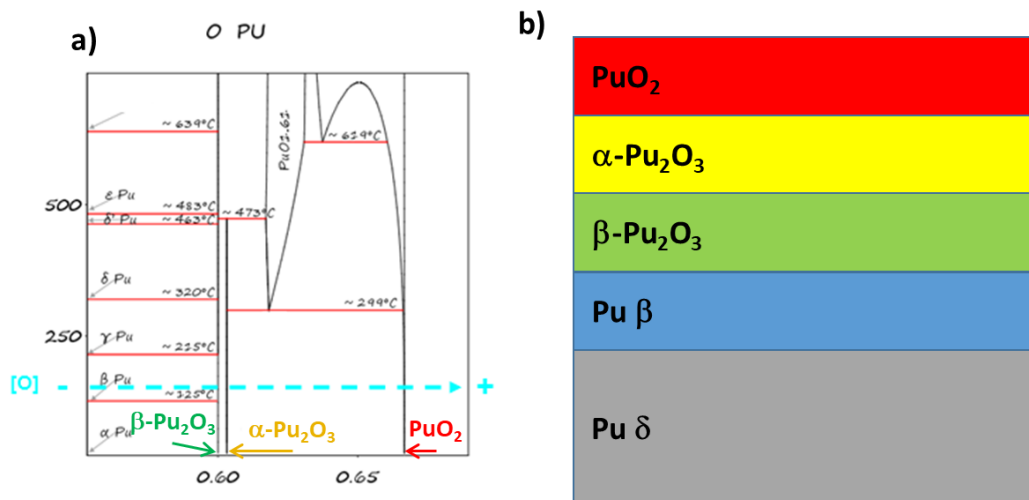 a)
O PU
~ 639°C
PuO1.61
~ 619°C
500
ε Pu
~ 483°C
~ 473°C
δ' Pu
~ 463°C
δ Pu
~ 320°C
~ 299°C
250
γ Pu
~ 215°C
[O] - +
β Pu
~ 125°C
β-Pu₂O₃
α-Pu₂O₃
PuO₂
α Pu
0.60
0.65
b)
PuO₂
α-Pu₂O₃
β-Pu₂O₃
Pu β
Pu δ